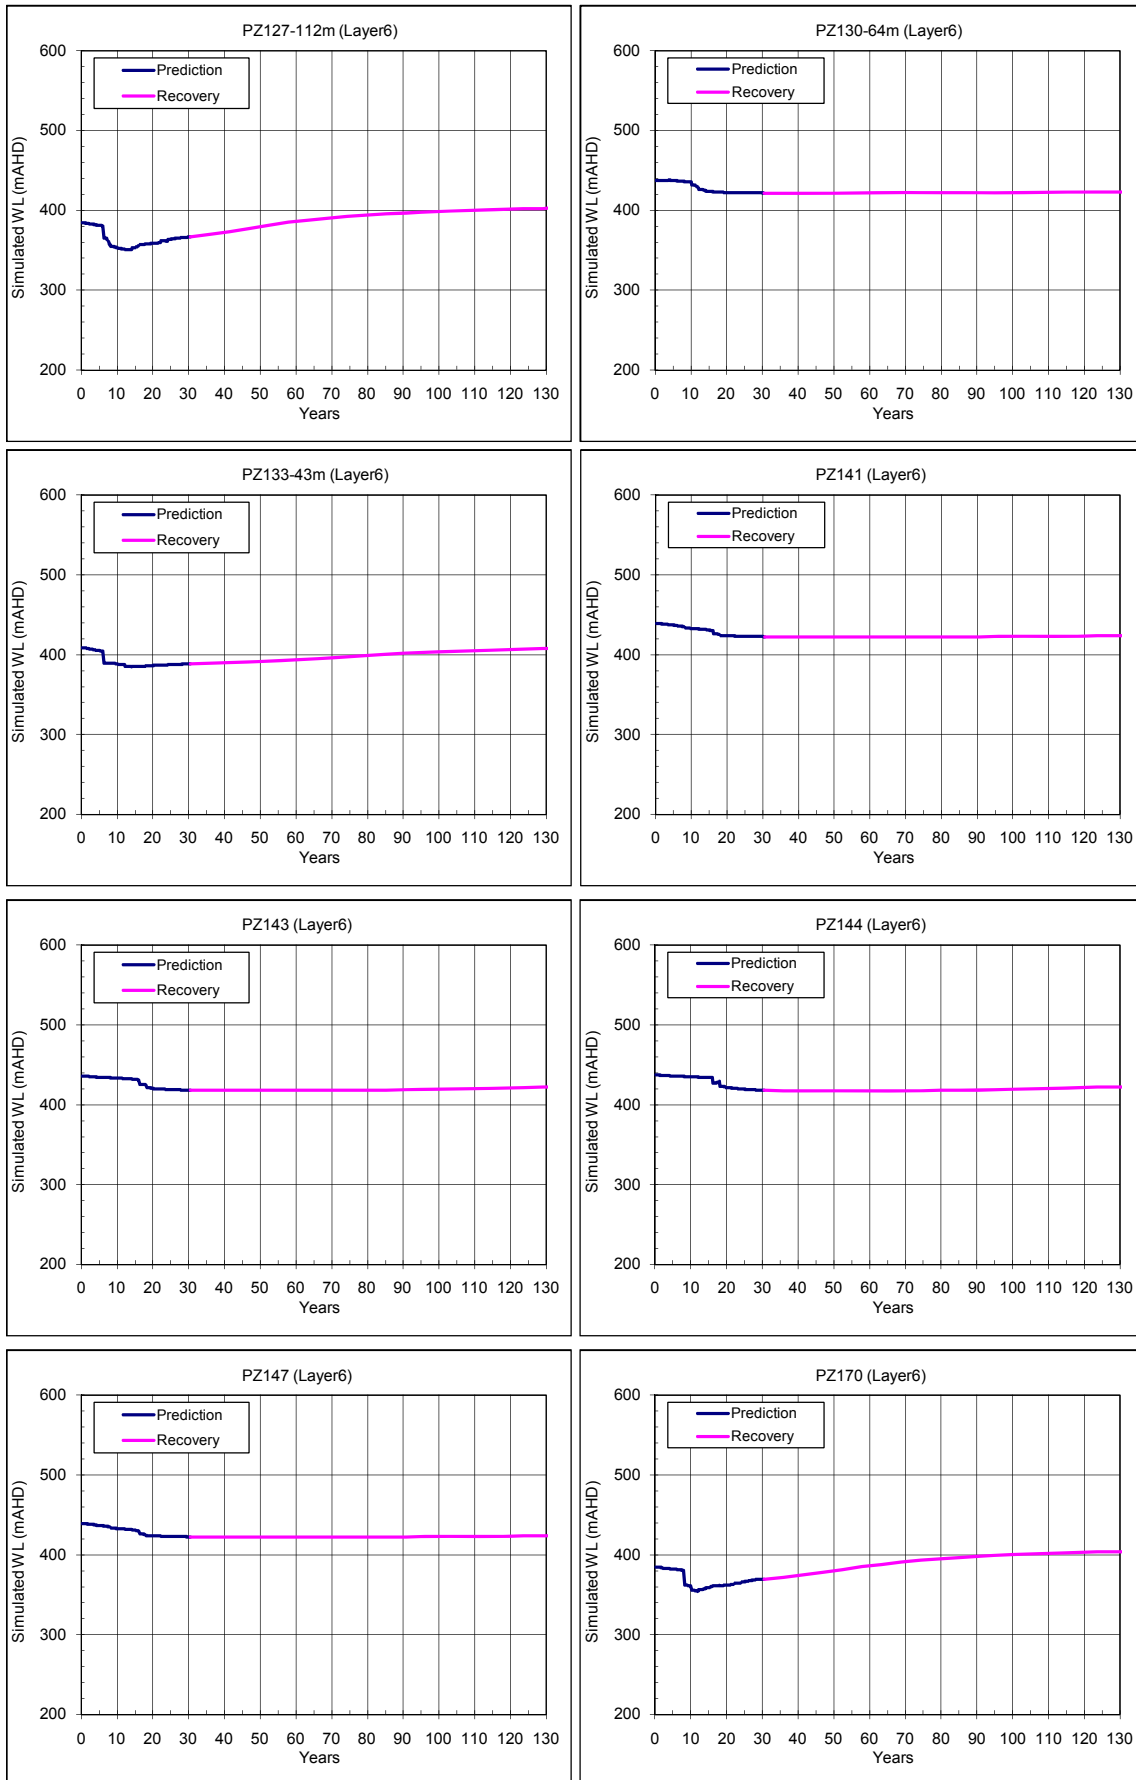 PZ127-112m (Layer6)
Prediction
Recovery
Simulated WL (mAHD)
600
500
400
300
200
0 10 20 30 40 50 60 70 80 90 100 110 120 130
Years
PZ130-64m (Layer6)
Prediction
Recovery
Simulated WL (mAHD)
600
500
400
300
200
0 10 20 30 40 50 60 70 80 90 100 110 120 130
Years
PZ133-43m (Layer6)
Prediction
Recovery
Simulated WL (mAHD)
600
500
400
300
200
0 10 20 30 40 50 60 70 80 90 100 110 120 130
Years
PZ141 (Layer6)
Prediction
Recovery
Simulated WL (mAHD)
600
500
400
300
200
0 10 20 30 40 50 60 70 80 90 100 110 120 130
Years
PZ143 (Layer6)
Prediction
Recovery
Simulated WL (mAHD)
600
500
400
300
200
0 10 20 30 40 50 60 70 80 90 100 110 120 130
Years
PZ144 (Layer6)
Prediction
Recovery
Simulated WL (mAHD)
600
500
400
300
200
0 10 20 30 40 50 60 70 80 90 100 110 120 130
Years
PZ147 (Layer6)
Prediction
Recovery
Simulated WL (mAHD)
600
500
400
300
200
0 10 20 30 40 50 60 70 80 90 100 110 120 130
Years
PZ170 (Layer6)
Prediction
Recovery
Simulated WL (mAHD)
600
500
400
300
200
0 10 20 30 40 50 60 70 80 90 100 110 120 130
Years